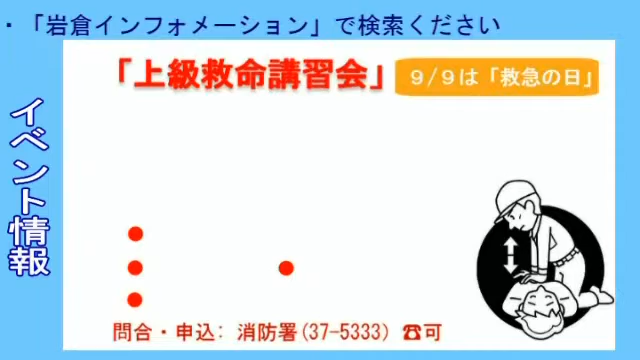 ・「岩倉インフォメーション」で検索ください
「上級救命講習会」
9/9は「救急の日」
イベント情報
●
● ●
●
問合・申込: 消防署(37-5333) ☎可